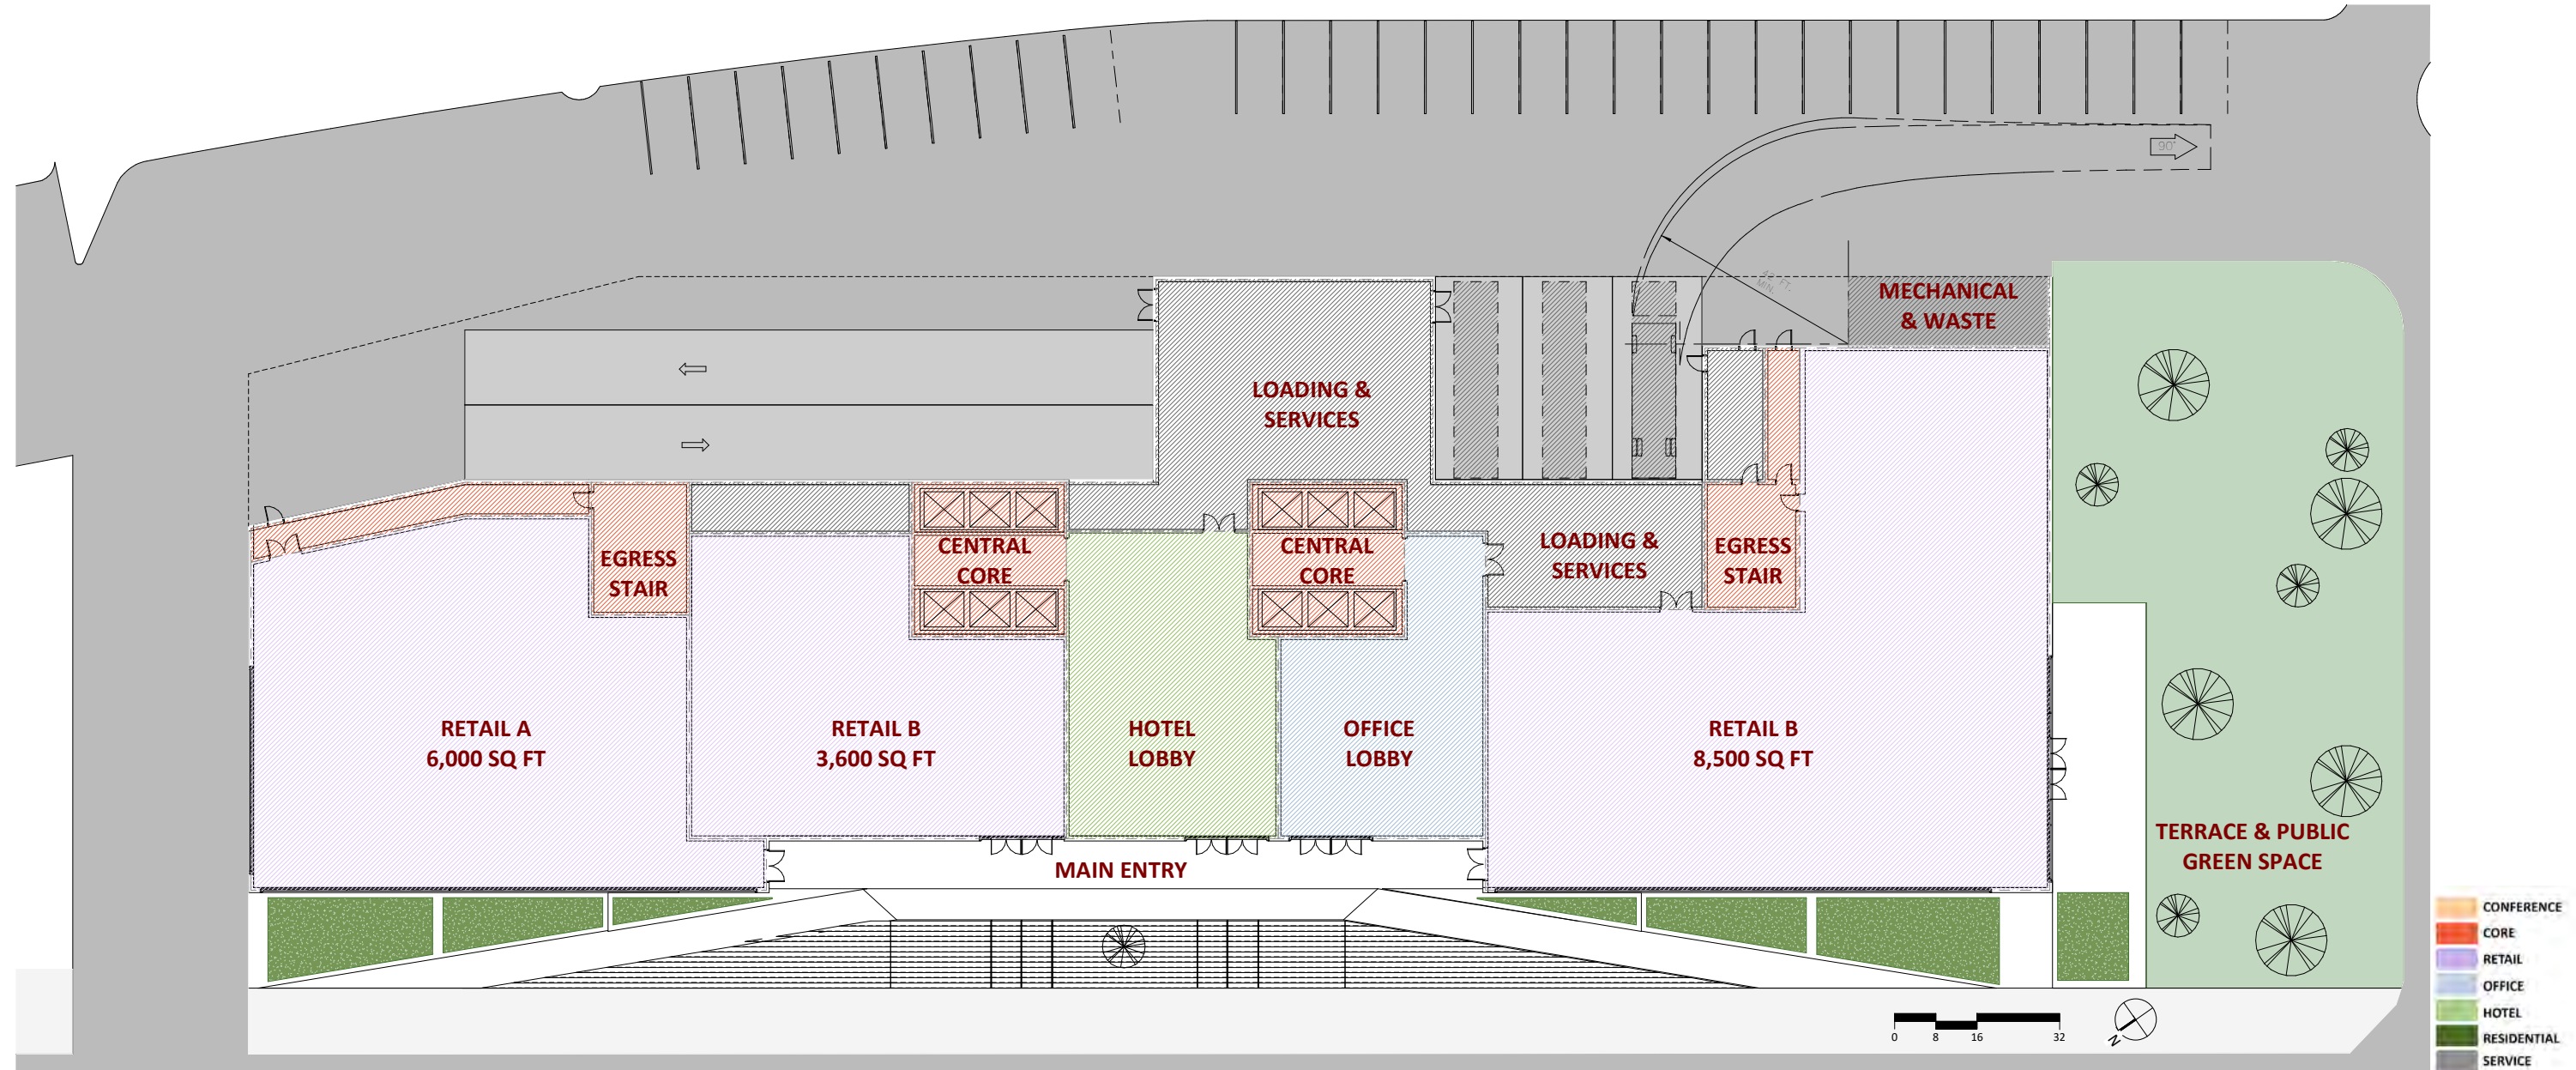 90°
MECHANICAL
& WASTE
LOADING &
SERVICES
EGRESS
STAIR
CENTRAL
CORE
CENTRAL
CORE
LOADING &
SERVICES
EGRESS
STAIR
RETAIL A
6,000 SQ FT
RETAIL B
3,600 SQ FT
HOTEL
LOBBY
OFFICE
LOBBY
RETAIL B
8,500 SQ FT
TERRACE & PUBLIC
GREEN SPACE
MAIN ENTRY
0 8 16 32
N
CONFERENCE
CORE
RETAIL
OFFICE
HOTEL
RESIDENTIAL
SERVICE